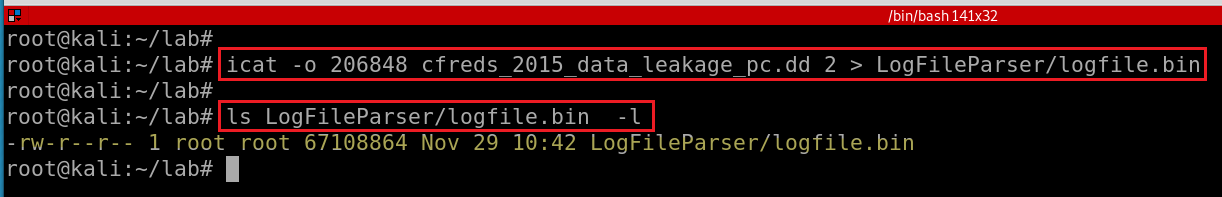 /bin/bash 141x32
root@kali:~/lab#
root@kali:~/lab# icat -o 206848 cfreds_2015_data_leakage_pc.dd 2 > LogFileParser/logfile.bin
root@kali:~/lab#
root@kali:~/lab# ls LogFileParser/logfile.bin  -l
-rw-r--r-- 1 root root 67108864 Nov 29 10:42 LogFileParser/logfile.bin
root@kali:~/lab#